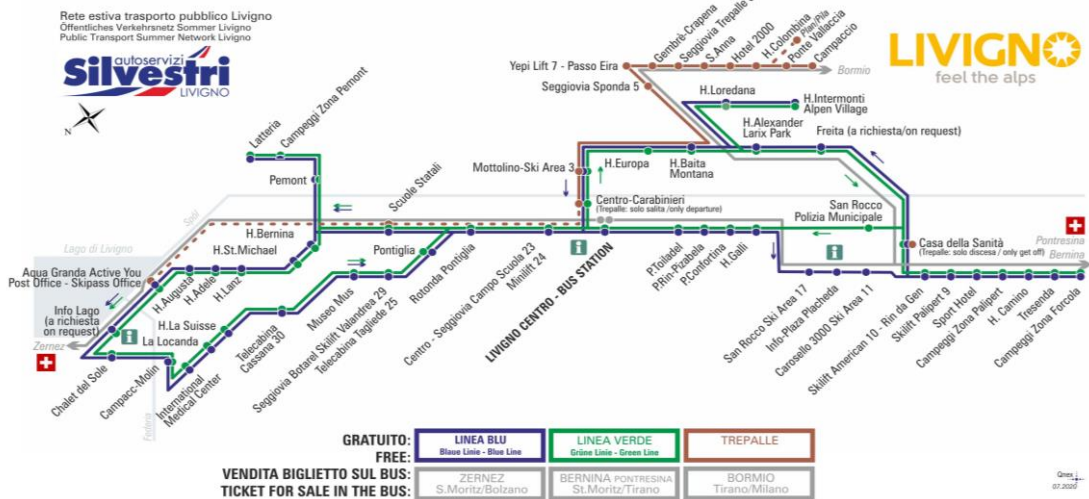 Rete estiva trasporto pubblico Livigno
Öffentliches Verkehrsnetz Sommer Livigno
Public Transport Summer Network Livigno
autoservizi
Silvestri
LIVIGNO
N
LIVIGNO
feel the alps
Gembrè-Crapena
Seggiovia Trepalle
S.Anna
Hotel 2000
H.Colombina
Plan/Pila
Ponte Vallaccia
Campaccio
Yepi Lift 7 - Passo Eira
Bormio
Seggiovia Sponda 5
H.Loredana
H.Intermonti
Alpen Village
H.Alexander
Larix Park
Freita (a richiesta/on request)
Latteria
Campeggi Zona Pemont
Pemont
Mottolino-Ski Area 3
H.Europa
H.Baita
Montana
Scuole Statali
Centro-Carabinieri
(Trepalle: solo salita /only departure)
San Rocco
Polizia Municipale
Spöl
Lago di Livigno
H.Bernina
H.St.Michael
Pontiglia
Casa della Sanità
(Trepalle: solo discesa / only get off)
Pontresina
Bernina
Aqua Granda Active You
Post Office - Skipass Office
H.Augusta
H.Adele
H.Lanz
Info Lago
(a richiesta
on request)
Zernez
H.La Suisse
La Locanda
Chalet del Sole
Campacc-Molin
Federia
International
Medical Center
Telecabina
Cassana 30
Museo Mus
Seggiovia Botarel Skilift Valandrea 29
Telecabina Tagliede 25
Rotonda Pontiglia
Centro - Seggiovia Campo Scuola 23
Minilift 24
LIVIGNO CENTRO - BUS STATION
P.Toiladel
P.Rin-Pizabela
P.Confortina
H.Galli
San Rocco Ski Area 17
Info-Plaza Placheda
Carosello 3000 Ski Area 11
Skilift American 10 - Rin da Gen
Skilift Palipert 9
Sport Hotel
Campeggi Zona Palipert
H. Camino
Tresenda
Campeggi Zona Forcola
GRATUITO:
FREE:
LINEA BLU
Blaue Linie - Blue Line
LINEA VERDE
Grüne Linie - Green Line
TREPALLE
VENDITA BIGLIETTO SUL BUS:
TICKET FOR SALE IN THE BUS:
ZERNEZ
S.Moritz/Bolzano
BERNINA PONTRESINA
St.Moritz/Tirano
BORMIO
Tirano/Milano
Qnex
07.2020